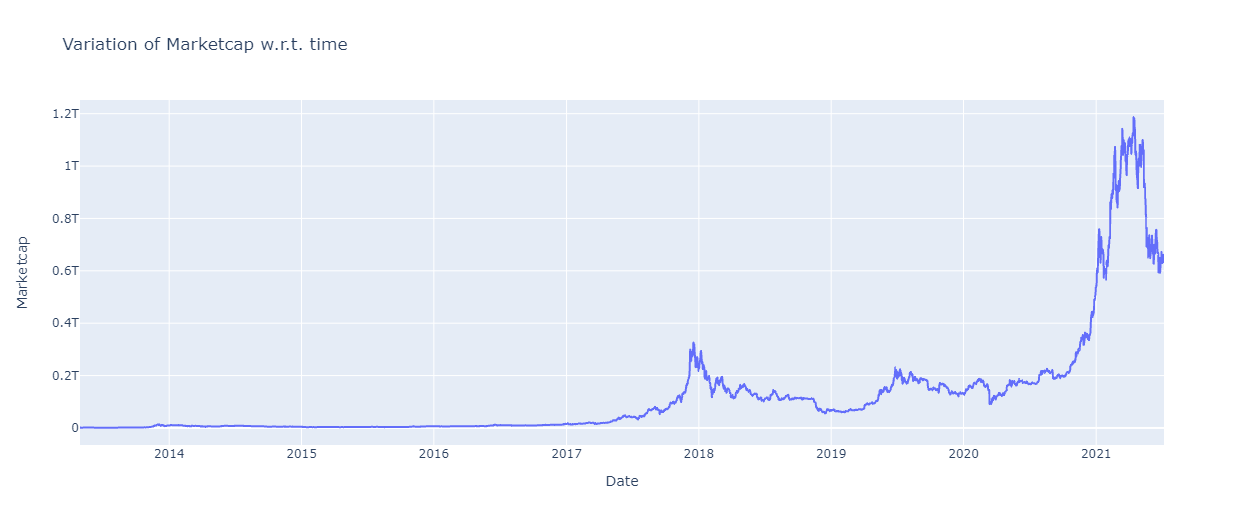 Variation of Marketcap w.r.t. time
1.2T
1T
0.8T
0.6T
0.4T
0.2T
0
Marketcap
2014 2015 2016 2017 2018 2019 2020 2021
Date